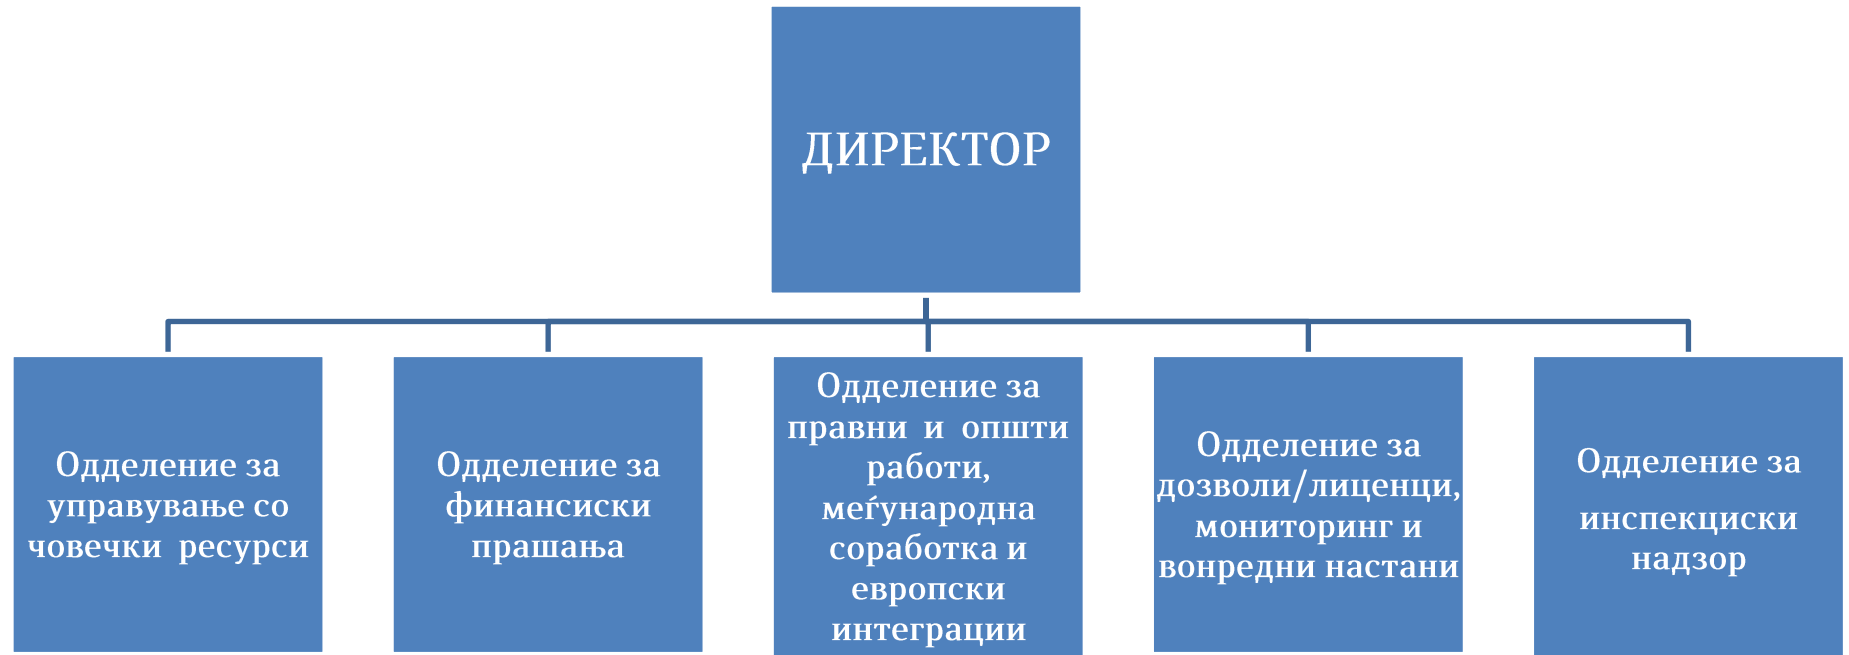 ДИРЕКТОР
Одделение за
управување со
човечки ресурси
Одделение за
финансиски
прашања
Одделение за
правни и општи
работи,
меѓународна
соработка и
европски
интеграции
Одделение за
дозволи/лиценци,
мониторинг и
вонредни настани
Одделение за
инспекциски
надзор